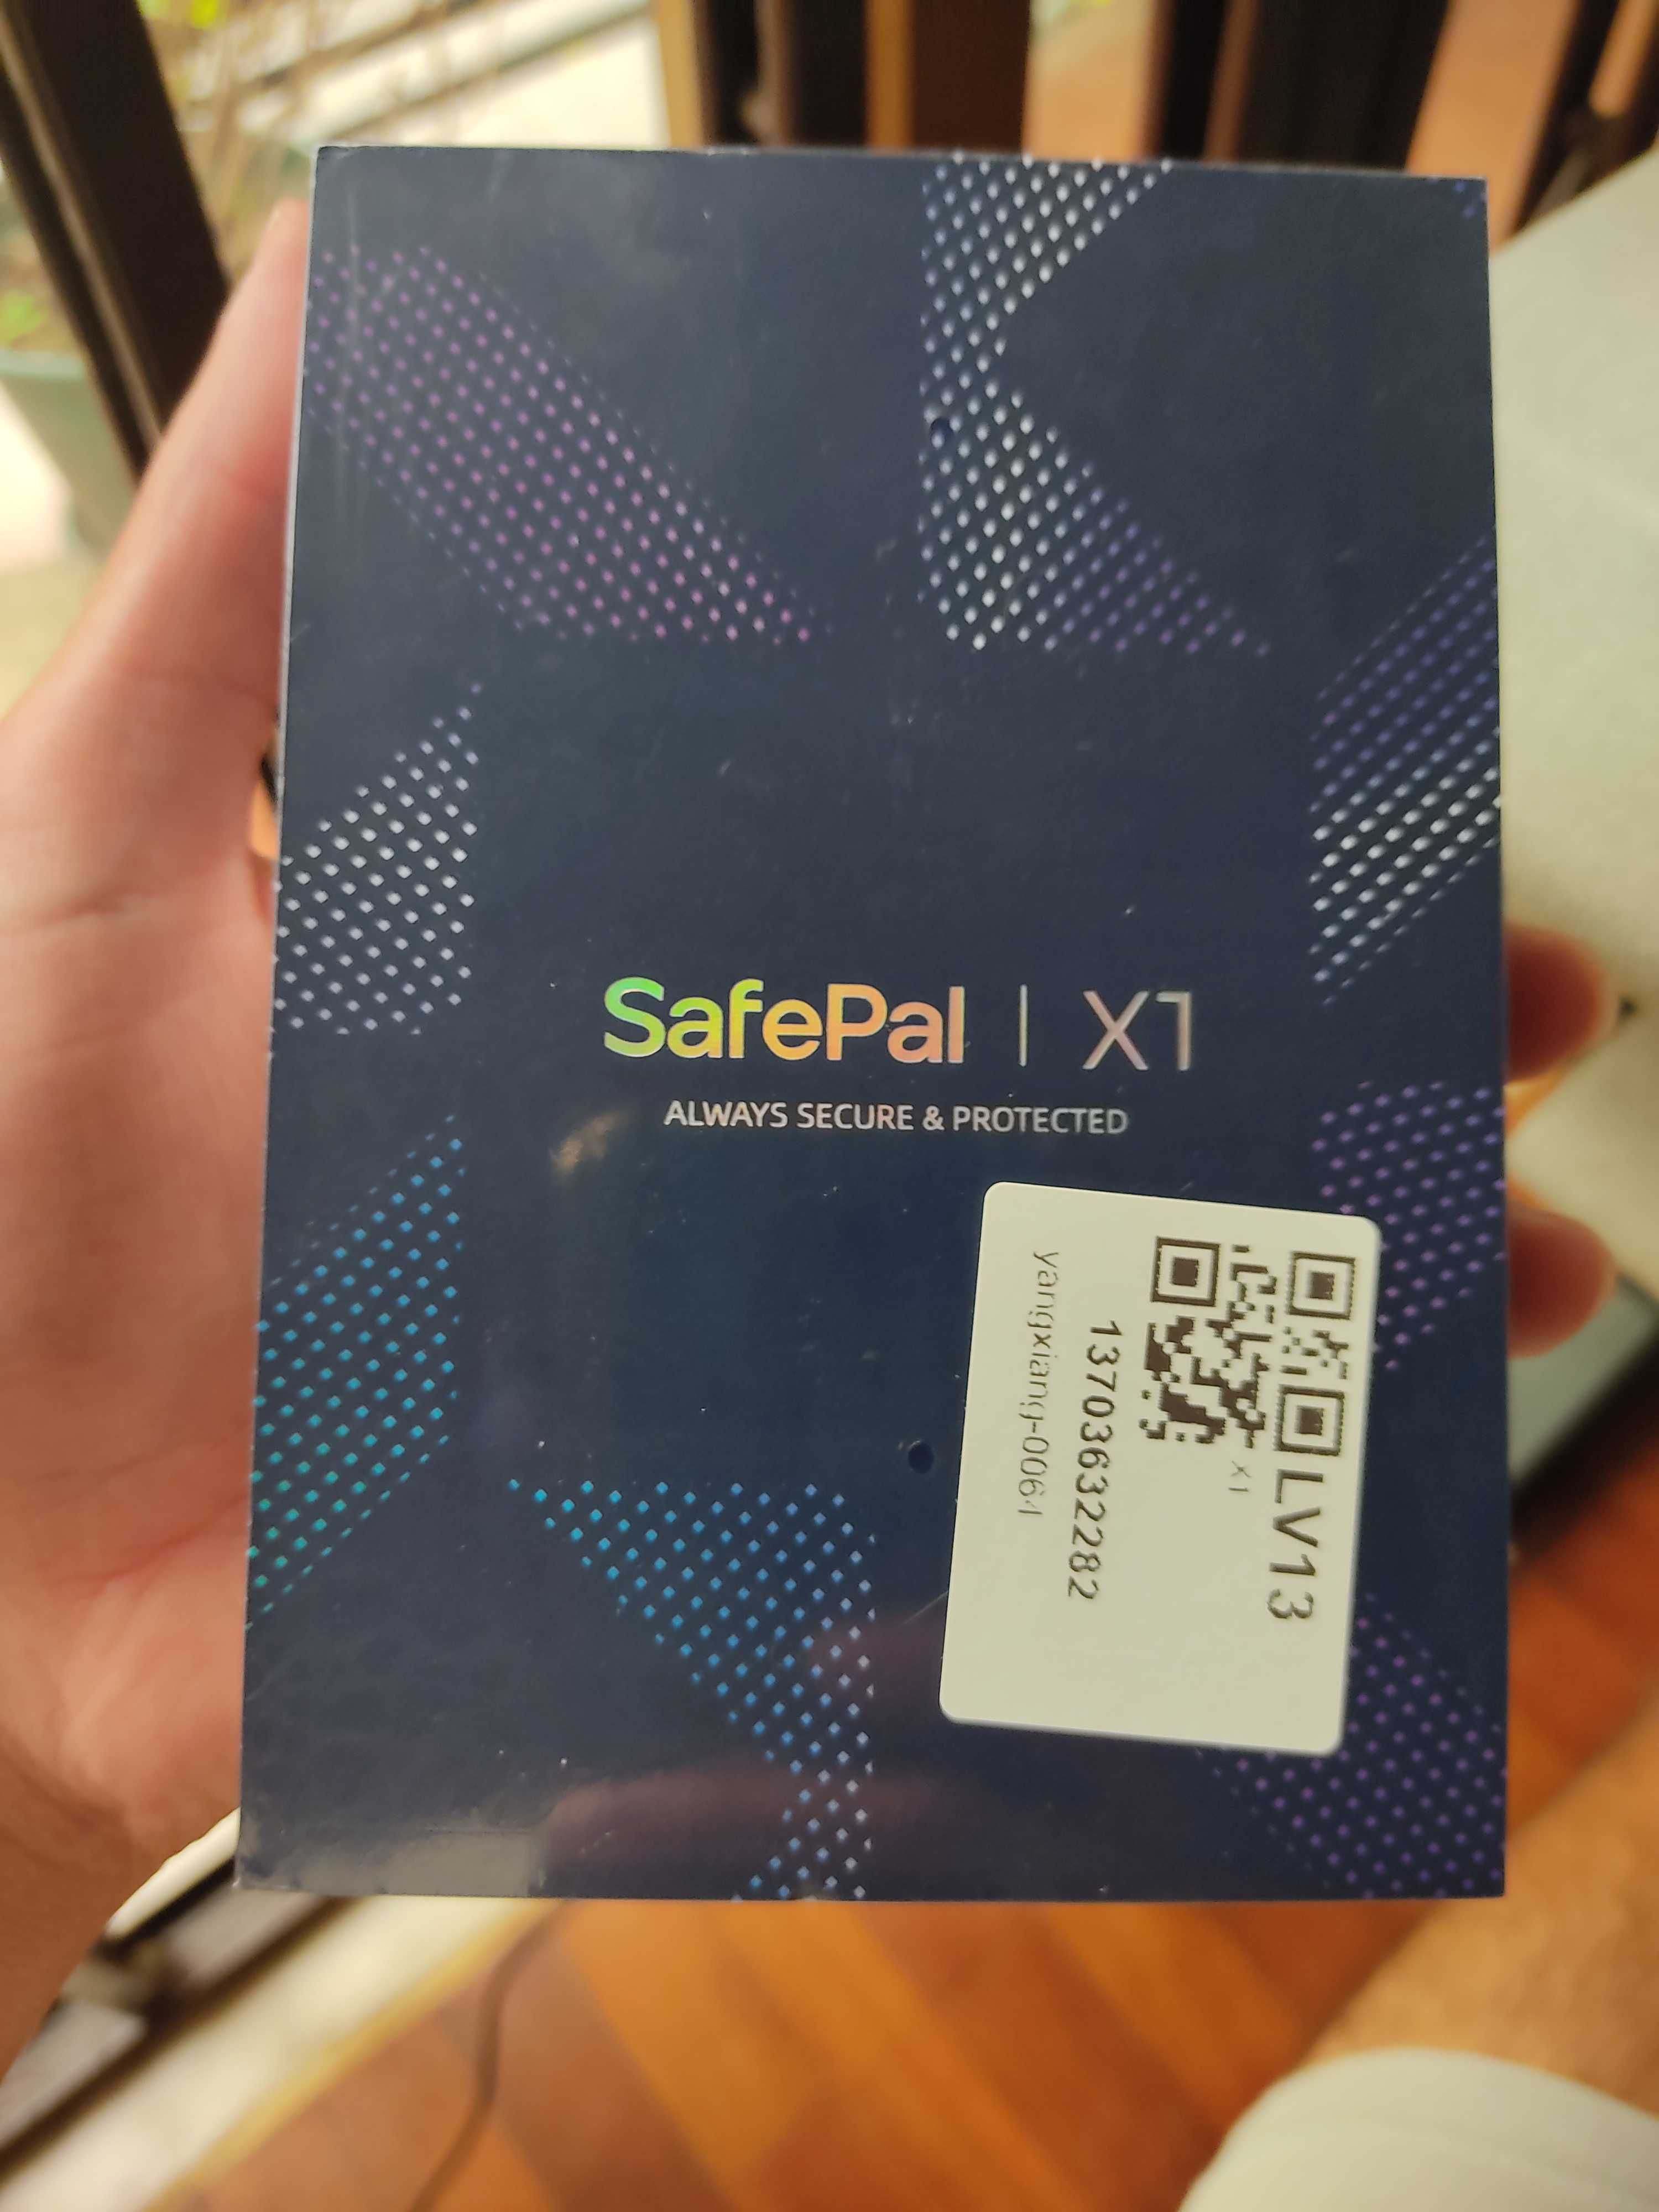 SafePal | X1
ALWAYS SECURE & PROTECTED
LV13
X1
13703632282
yangxiang-0064